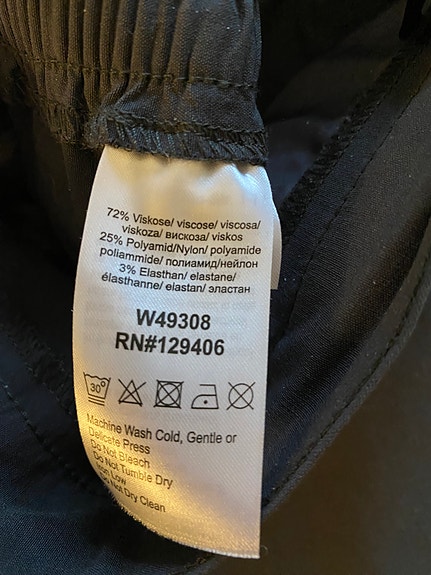 72% Viskose/ viscose/ viscosa/
viskoza/ вискоза/ viskos
25% Polyamid/Nylon/ polyamide
poliammide/ полиамид/нейлон
3% Elasthan/ elastane/
élasthanne/ elastan/ эластан
W49308
RN#129406
30°
Machine Wash Cold, Gentle or
Delicate Press
Do Not Bleach
Do Not Tumble Dry
Iron Low
Do Not Dry Clean